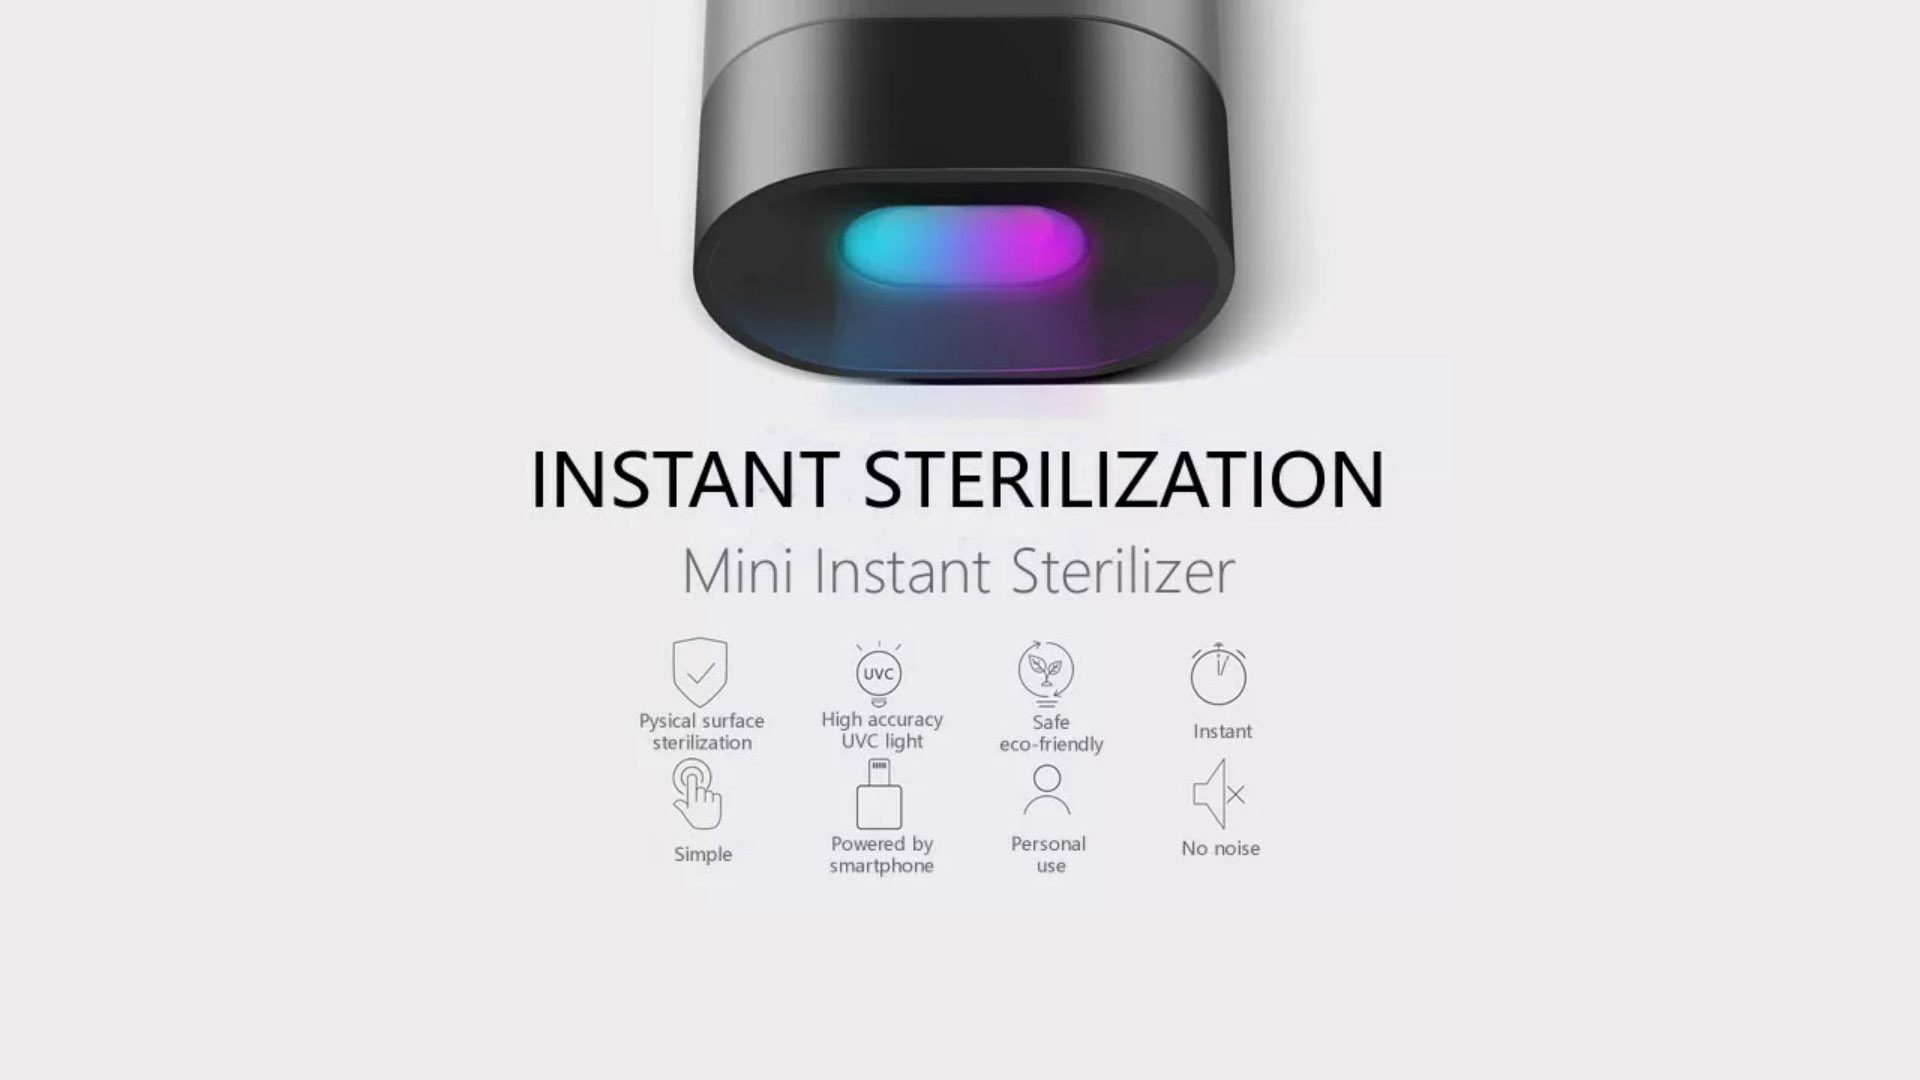 INSTANT STERILIZATION
Mini Instant Sterilizer
UVC
Pysical surface
sterilization
High accuracy
UVC light
Safe
eco-friendly
Instant
Simple
Powered by
smartphone
Personal
use
No noise